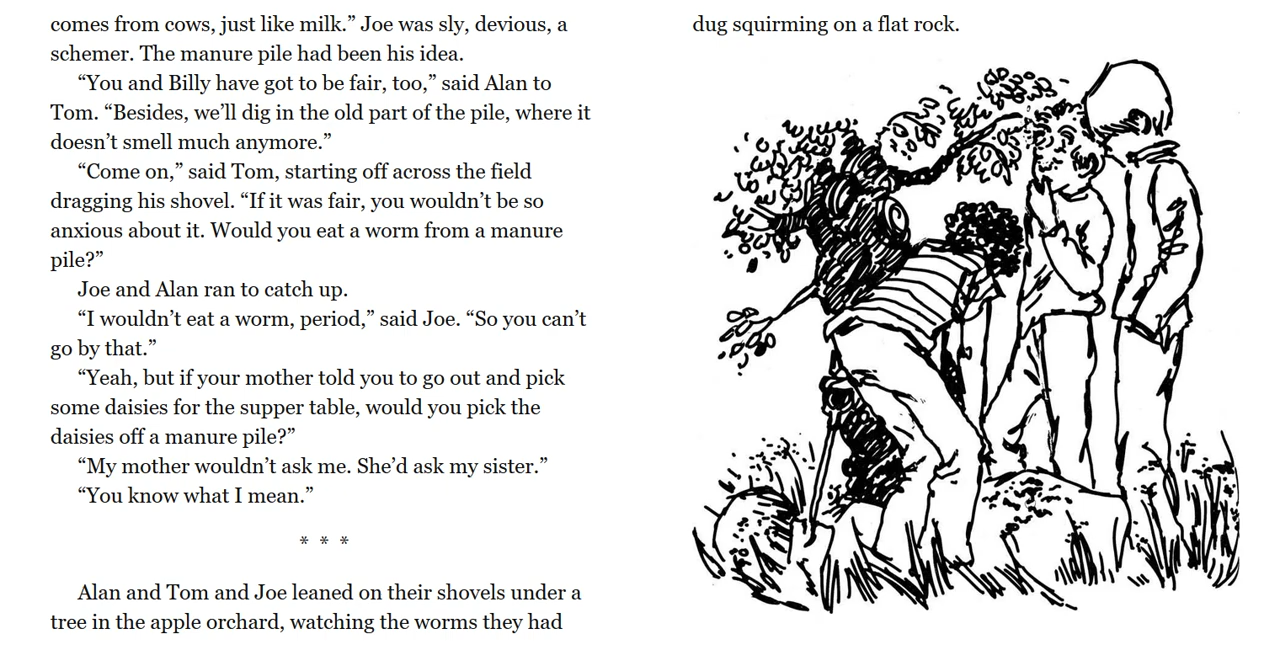 comes from cows, just like milk.” Joe was sly, devious, a
schemer. The manure pile had been his idea.
“You and Billy have got to be fair, too,” said Alan to
Tom. “Besides, we’ll dig in the old part of the pile, where it
doesn’t smell much anymore.”
“Come on,” said Tom, starting off across the field
dragging his shovel. “If it was fair, you wouldn’t be so
anxious about it. Would you eat a worm from a manure
pile?”
Joe and Alan ran to catch up.
“I wouldn’t eat a worm, period,” said Joe. “So you can’t
go by that.”
“Yeah, but if your mother told you to go out and pick
some daisies for the supper table, would you pick the
daisies off a manure pile?”
“My mother wouldn’t ask me. She’d ask my sister.”
“You know what I mean.”
* * *
Alan and Tom and Joe leaned on their shovels under a
tree in the apple orchard, watching the worms they had
dug squirming on a flat rock.